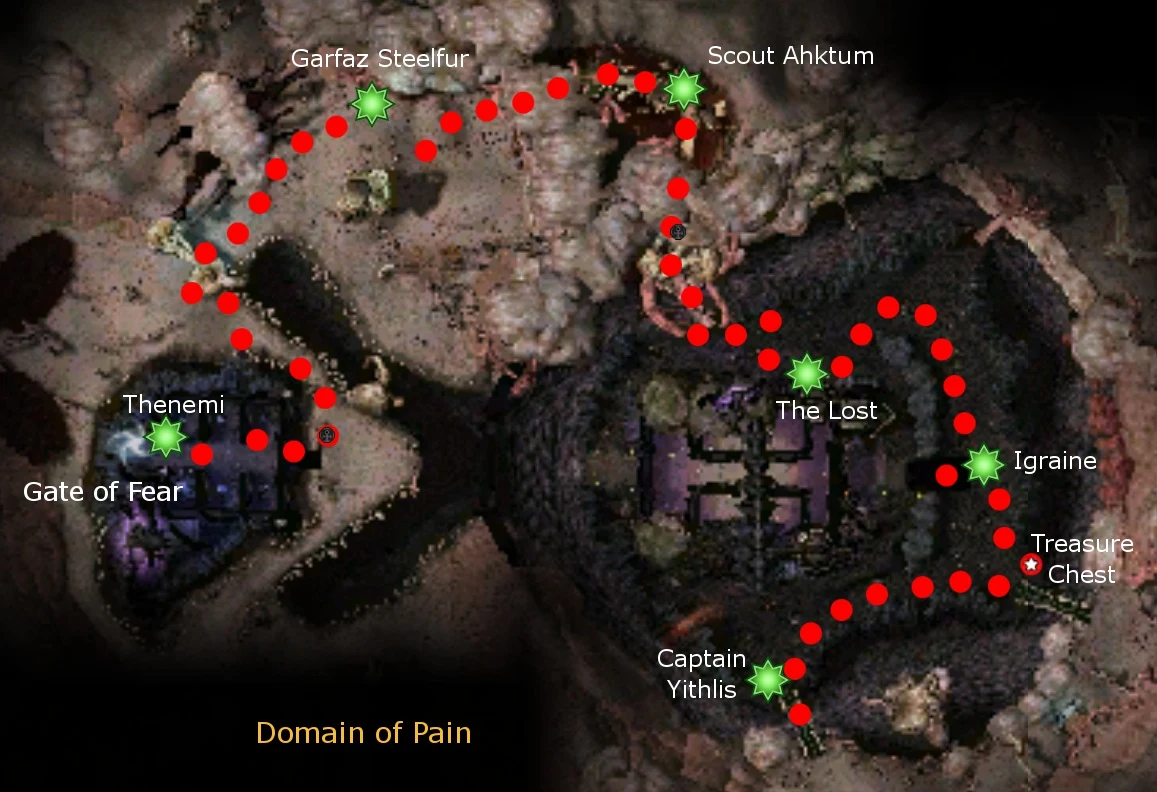 Garfaz Steelfur
Scout Ahktum
Thenemi
The Lost
Igraine
Gate of Fear
Treasure
Chest
Captain
Yithlis
Domain of Pain